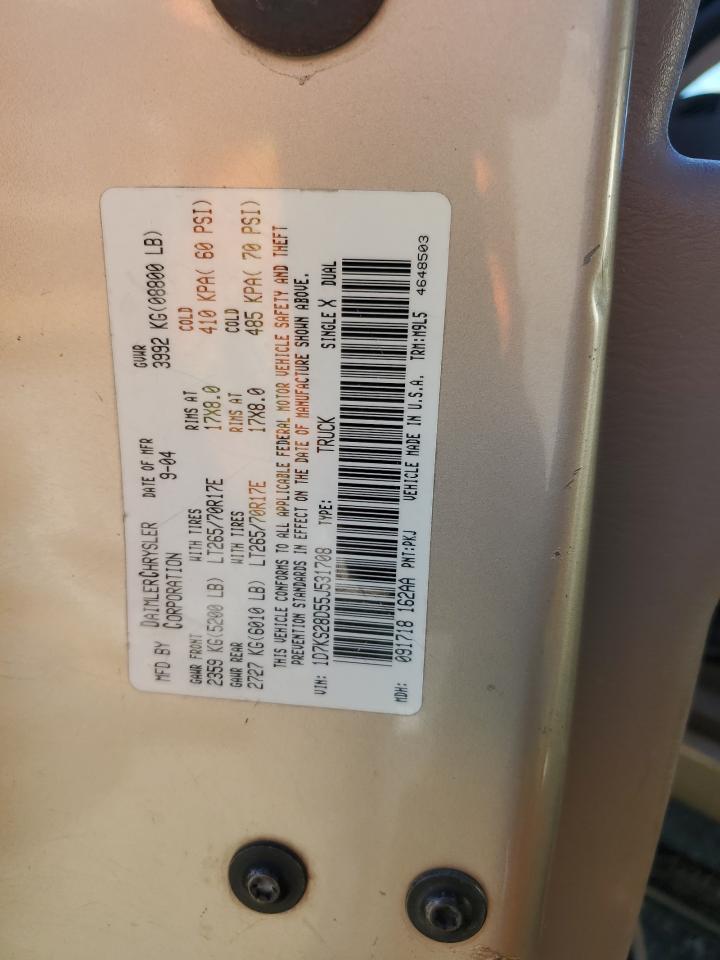 MFD BY DAIMLERCHRYSLER CORPORATION DATE OF MFR 9-04 GVWR 3992 KG(08800 LB)
GAWR FRONT WITH TIRES RIMS AT COLD
2359 KG(5200 LB) LT265/70R17E 17X8.0 410 KPA( 60 PSI)
GAWR REAR WITH TIRES RIMS AT COLD
2727 KG(6010 LB) LT265/70R17E 17X8.0 485 KPA( 70 PSI)
THIS VEHICLE CONFORMS TO ALL APPLICABLE FEDERAL MOTOR VEHICLE SAFETY AND THEFT
PREVENTION STANDARDS IN EFFECT ON THE DATE OF MANUFACTURE SHOWN ABOVE.
VIN: 1D7KS28D55J531708 TYPE: TRUCK SINGLE X DUAL
MDH: 091718 162AA PNT:PKJ VEHICLE MADE IN U.S.A. TRM:M9L5 4648503